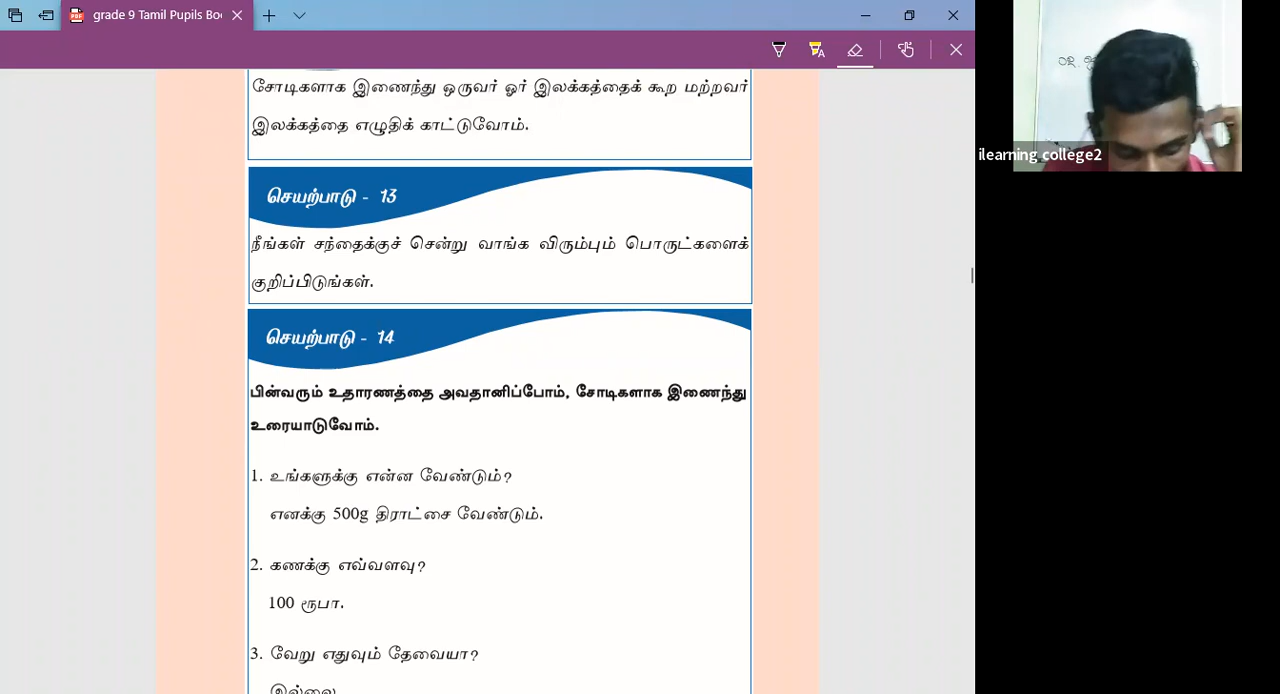 grade 9 Tamil Pupils Boo
சோடிகளாக இணைந்து ஒருவர் ஓர் இலக்கத்தைக் கூற மற்றவர்
இலக்கத்தை எழுதிக் காட்டுவோம்.
செயற்பாடு - 13
நீங்கள் சந்தைக்குச் சென்று வாங்க விரும்பும் பொருட்களைக்
குறிப்பிடுங்கள்.
செயற்பாடு - 14
பின்வரும் உதாரணத்தை அவதானிப்போம், சோடிகளாக இணைந்து
உரையாடுவோம்.
1. உங்களுக்கு என்ன வேண்டும்?
எனக்கு 500g திராட்சை வேண்டும்.
2. கணக்கு எவ்வளவு?
100 ரூபா.
3. வேறு எதுவும் தேவையா?
இல்லை
ilearning college2